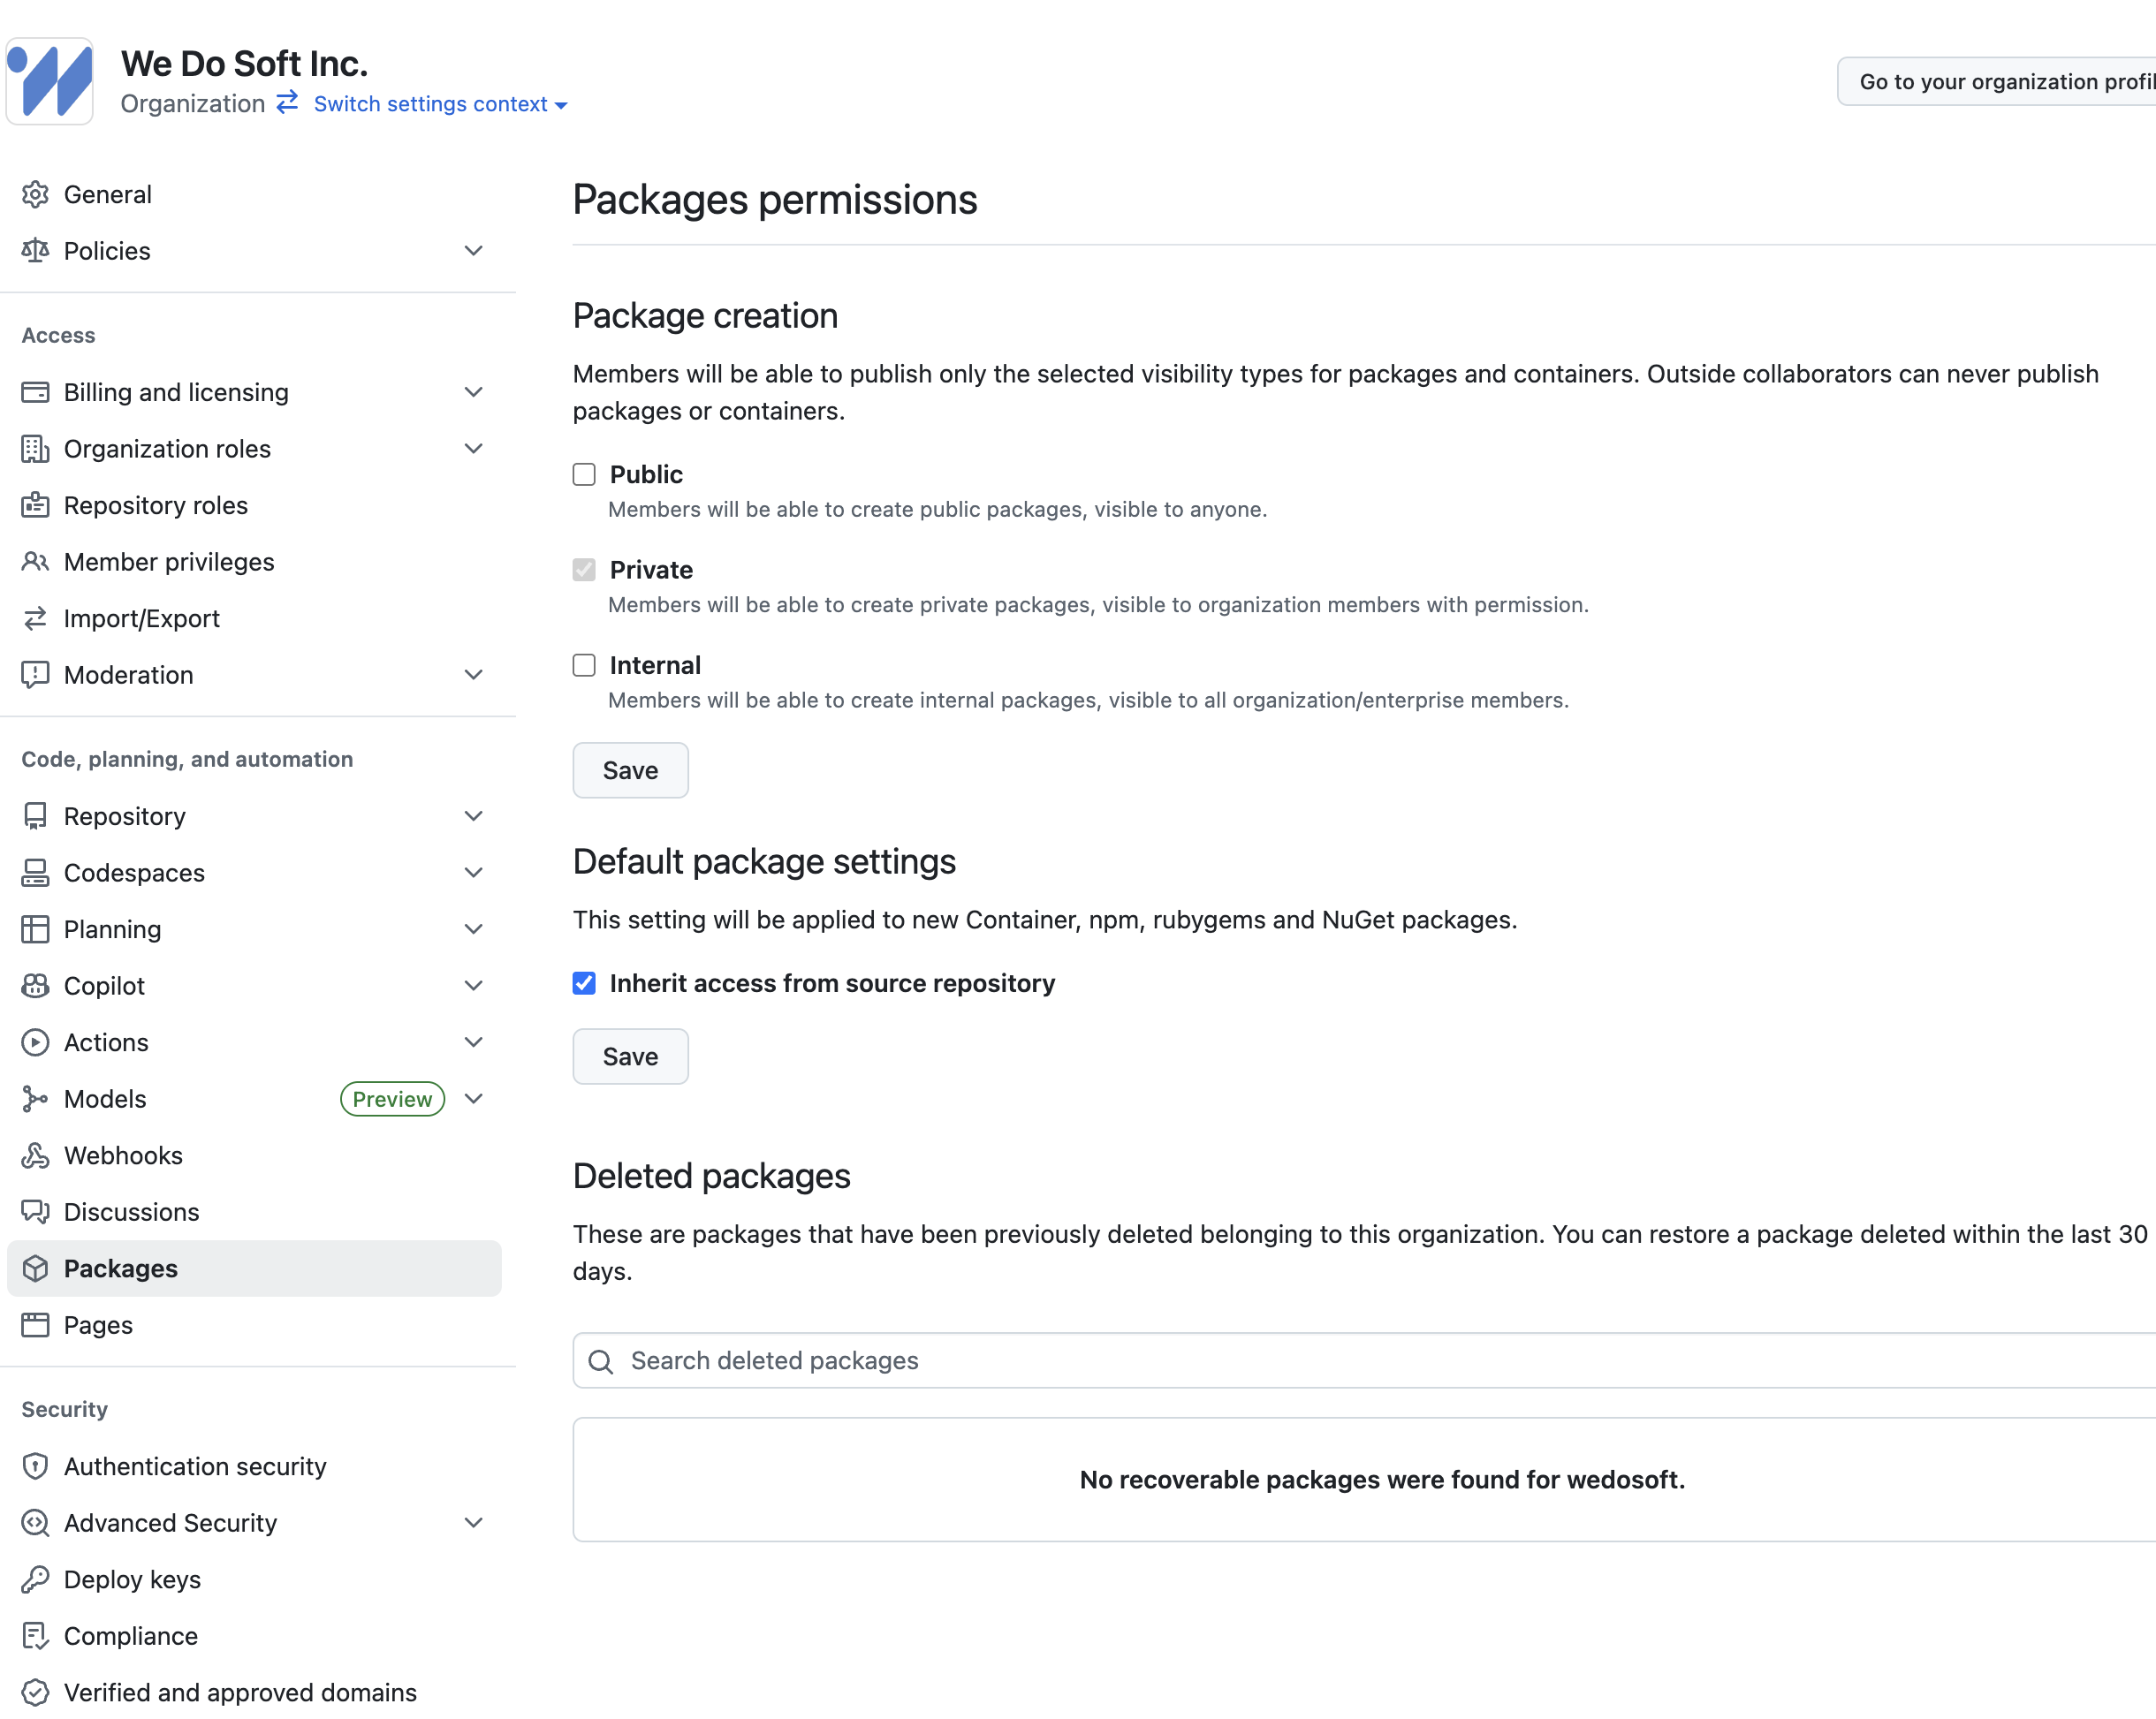 We Do Soft Inc.
Organization Switch settings context
Go to your organization profil
General
Policies
Access
Billing and licensing
Organization roles
Repository roles
Member privileges
Import/Export
Moderation
Code, planning, and automation
Repository
Codespaces
Planning
Copilot
Actions
Models Preview
Webhooks
Discussions
Packages
Pages
Security
Authentication security
Advanced Security
Deploy keys
Compliance
Verified and approved domains
Packages permissions
Package creation
Members will be able to publish only the selected visibility types for packages and containers. Outside collaborators can never publish
packages or containers.
Public
Members will be able to create public packages, visible to anyone.
Private
Members will be able to create private packages, visible to organization members with permission.
Internal
Members will be able to create internal packages, visible to all organization/enterprise members.
Save
Default package settings
This setting will be applied to new Container, npm, rubygems and NuGet packages.
Inherit access from source repository
Save
Deleted packages
These are packages that have been previously deleted belonging to this organization. You can restore a package deleted within the last 30
days.
Search deleted packages
No recoverable packages were found for wedosoft.